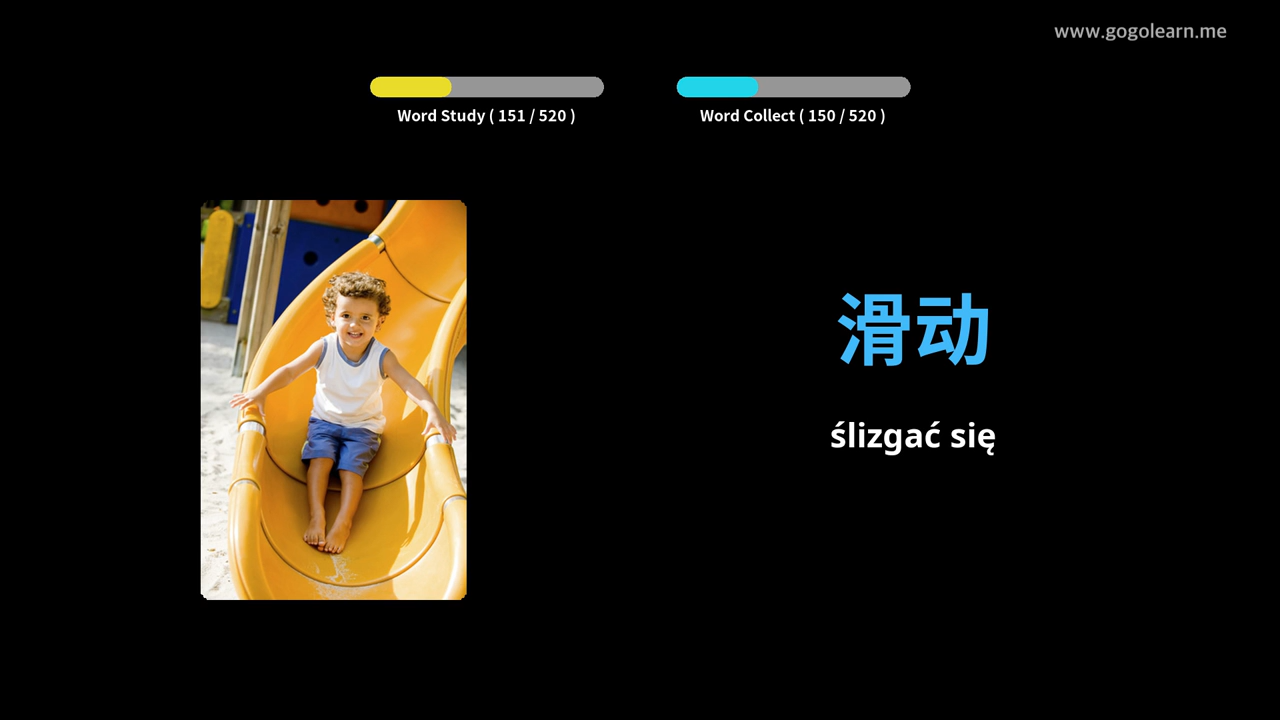 www.gogolearn.me
Word Study ( 151 / 520 )
Word Collect ( 150 / 520 )
滑动
ślizgać się